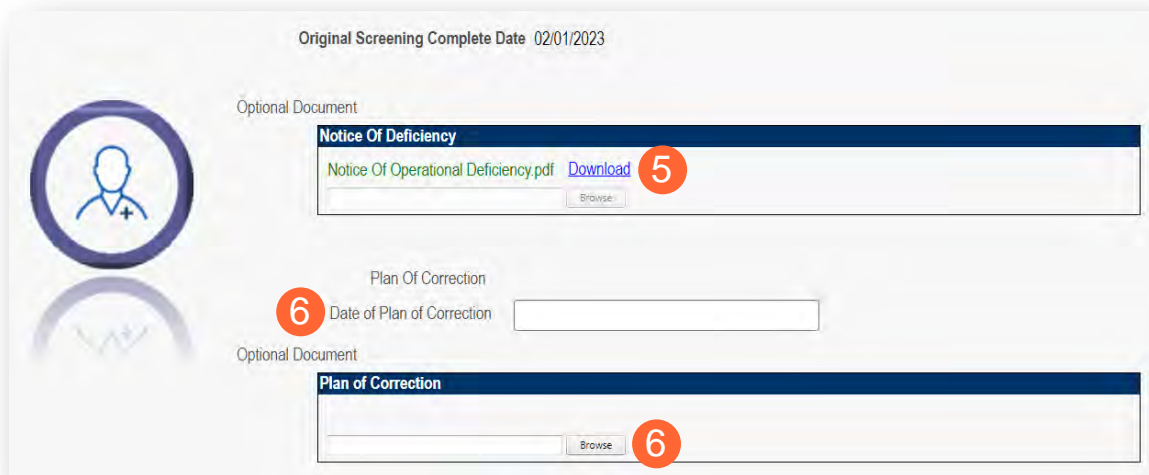 Original Screening Complete Date 02/01/2023
Optional Document
Notice Of Deficiency
Notice Of Operational Deficiency.pdf Download 5
Browse
Plan Of Correction
6 Date of Plan of Correction
Optional Document
Plan of Correction
Browse 6